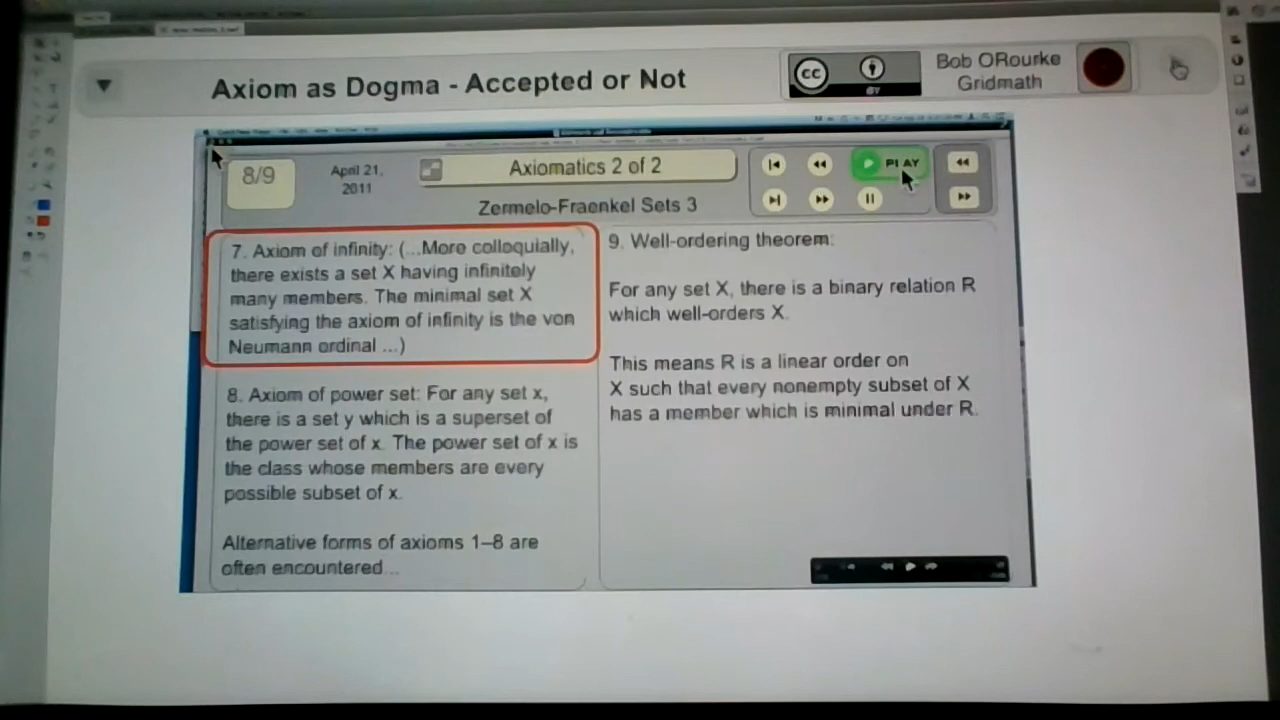 Axiom as Dogma - Accepted or Not
cc
BY
Bob ORourke
Gridmath
8/9
April 21,
2011
Axiomatics 2 of 2
PLAY
Zermelo-Fraenkel Sets 3
7. Axiom of infinity: (...More colloquially,
there exists a set X having infinitely
many members. The minimal set X
satisfying the axiom of infinity is the von
Neumann ordinal ...)
8. Axiom of power set: For any set x,
there is a set y which is a superset of
the power set of x. The power set of x is
the class whose members are every
possible subset of x.
Alternative forms of axioms 1–8 are
often encountered...
9. Well-ordering theorem:
For any set X, there is a binary relation R
which well-orders X.
This means R is a linear order on
X such that every nonempty subset of X
has a member which is minimal under R.